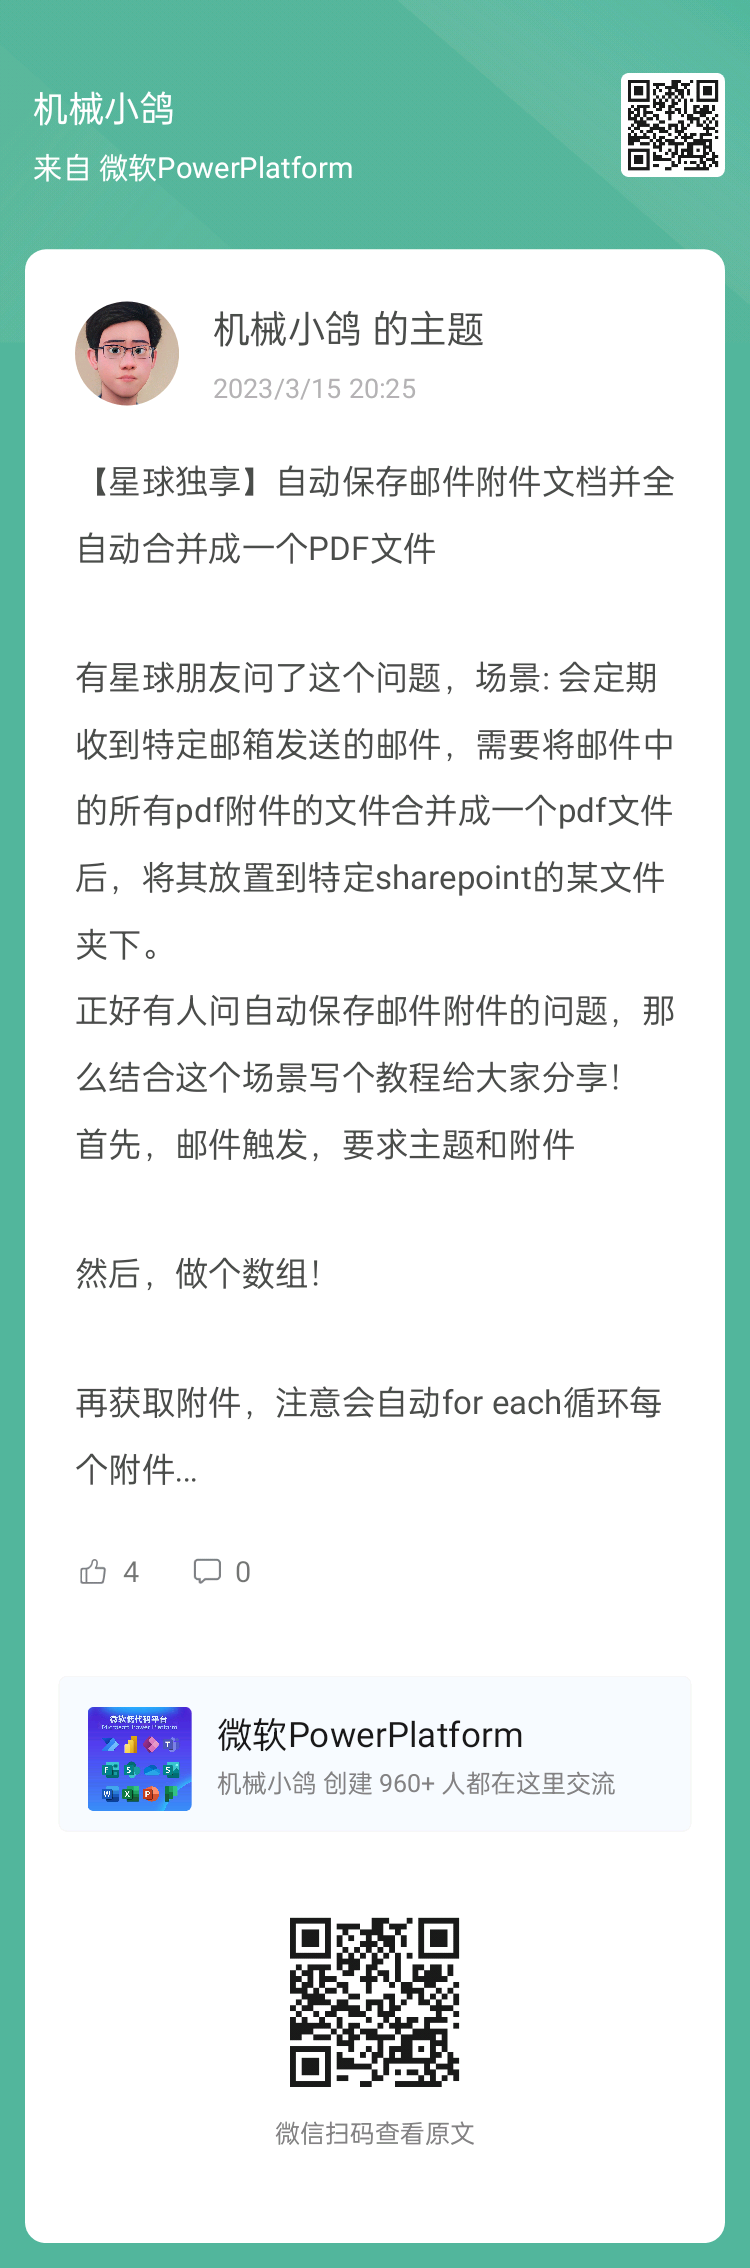 机械小鸽
来自 微软PowerPlatform
机械小鸽 的主题
2023/3/15 20:25
【星球独享】自动保存邮件附件文档并全
自动合并成一个PDF文件
有星球朋友问了这个问题，场景: 会定期
收到特定邮箱发送的邮件，需要将邮件中
的所有pdf附件的文件合并成一个pdf文件
后，将其放置到特定sharepoint的某文件
夹下。
正好有人问自动保存邮件附件的问题，那
么结合这个场景写个教程给大家分享！
首先，邮件触发，要求主题和附件
然后，做个数组！
再获取附件，注意会自动for each循环每
个附件...
4 0
微软低代码平台
Microsoft Power Platform
微软PowerPlatform
机械小鸽 创建 960+ 人都在这里交流
微信扫码查看原文